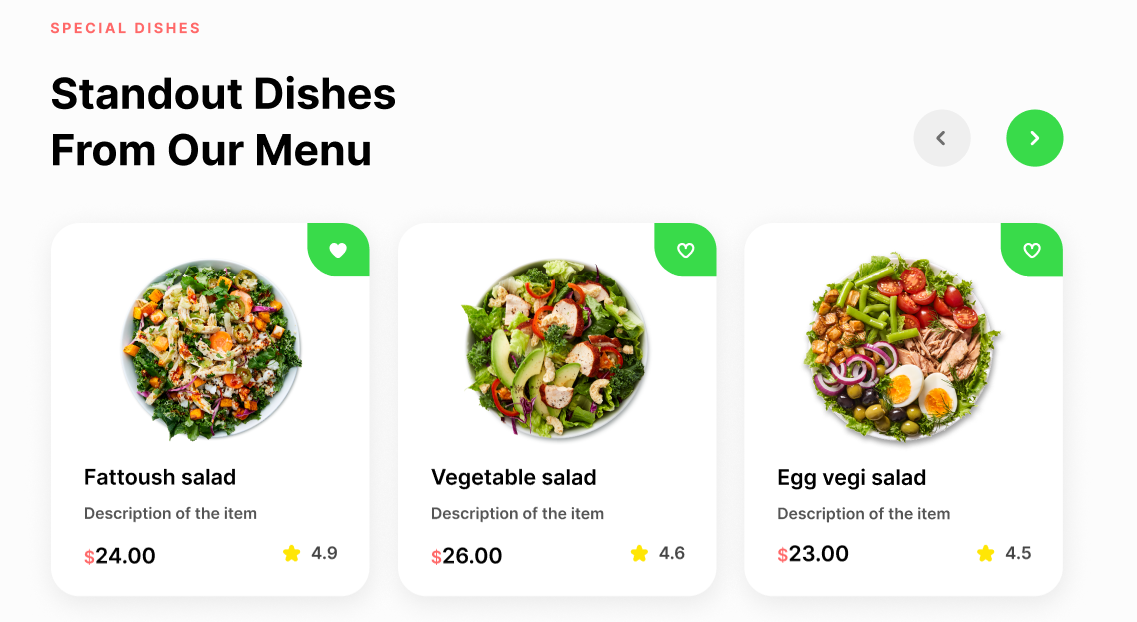 SPECIAL DISHES
Standout Dishes
From Our Menu
Fattoush salad
Description of the item
$24.00
4.9
Vegetable salad
Description of the item
$26.00
4.6
Egg vegi salad
Description of the item
$23.00
4.5